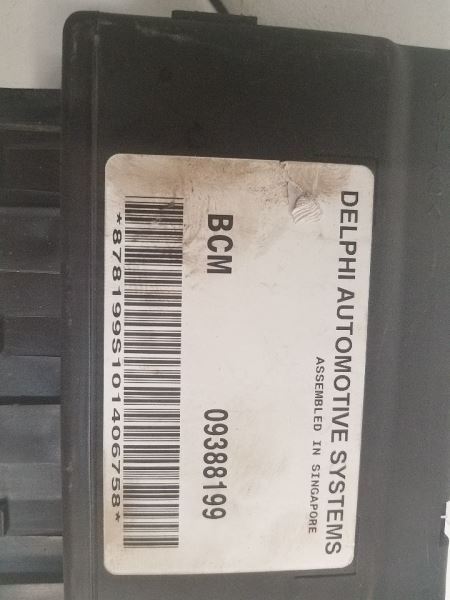 DELPHI AUTOMOTIVE SYSTEMS
ASSEMBLED IN SINGAPORE
BCM 09388199
*878199S101406758*